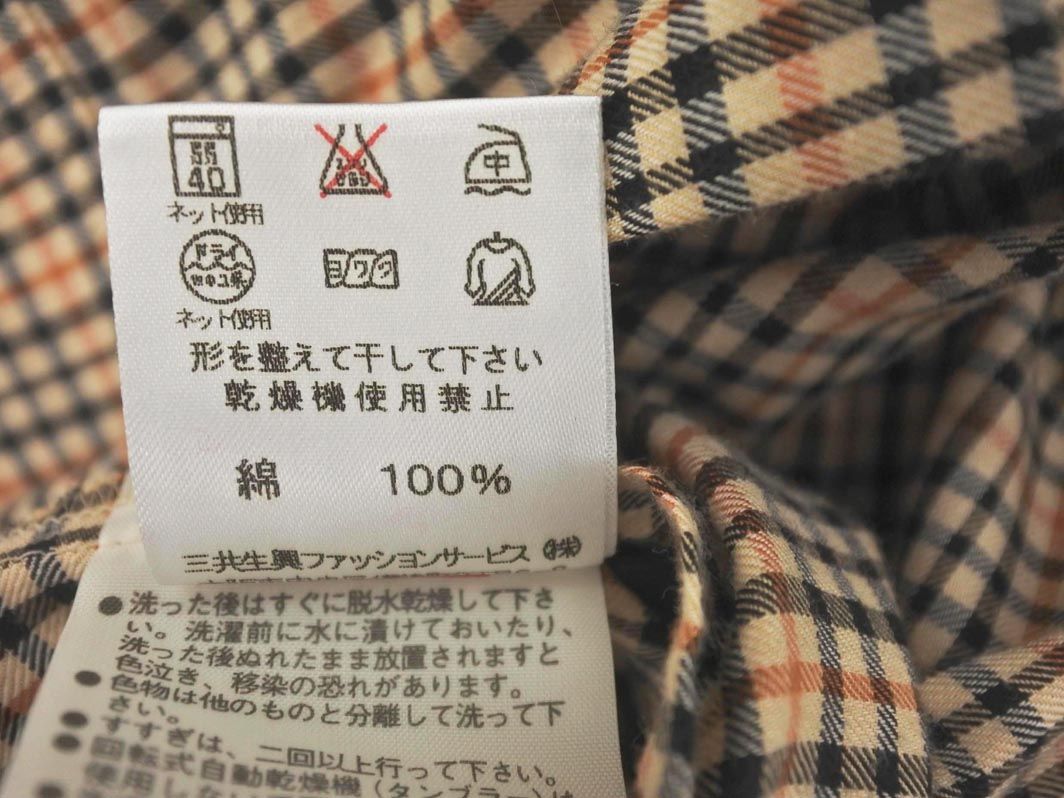 40
ネット使用
中
ドライ
ネット使用
形を整えて干して下さい
乾燥機使用禁止
綿 100%
三共生興ファッションサービス㈱
●洗った後はすぐに脱水乾燥して下さ
い。洗濯前に水に漬けておいたり、
洗った後ぬれたまま放置されますと
色泣き、移染の恐れがあります。
●色物は他のものと分離して洗って下
さい。
●すすぎは、二回以上行って下さい。
●回転式自動乾燥機(タンブラー)は
使用しな